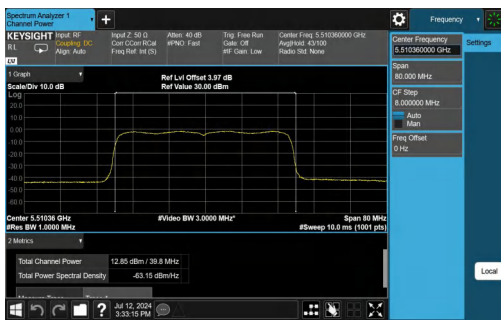 Spectrum Analyzer 1
Channel Power
Frequency
KEYSIGHT
RL
Input: RF
Coupling: DC
Align: Auto
Input Z: 50 Ω
Corr CCorr RCal
Freq Ref: Int (S)
Atten: 40 dB
#PNO: Fast
Trig: Free Run
Gate: Off
#IF Gain: Low
Center Freq: 5.510360000 GHz
Avg|Hold: 43/100
Radio Std: None
Center Frequency
5.510360000 GHz
Settings
Span
80.000 MHz
CF Step
8.000000 MHz
Auto
Man
Freq Offset
0 Hz
Local
1 Graph
Scale/Div 10.0 dB
Ref Lvl Offset 3.97 dB
Ref Value 30.00 dBm
Log
20.0
10.0
0.00
-10.0
-20.0
-30.0
-40.0
-50.0
-60.0
Center 5.51036 GHz
#Video BW 3.0000 MHz*
Span 80 MHz
#Res BW 1.0000 MHz
#Sweep 10.0 ms (1001 pts)
2 Metrics
Total Channel Power
12.85 dBm / 39.8 MHz
Total Power Spectral Density
-63.15 dBm/Hz
Jul 12, 2024
3:33:15 PM